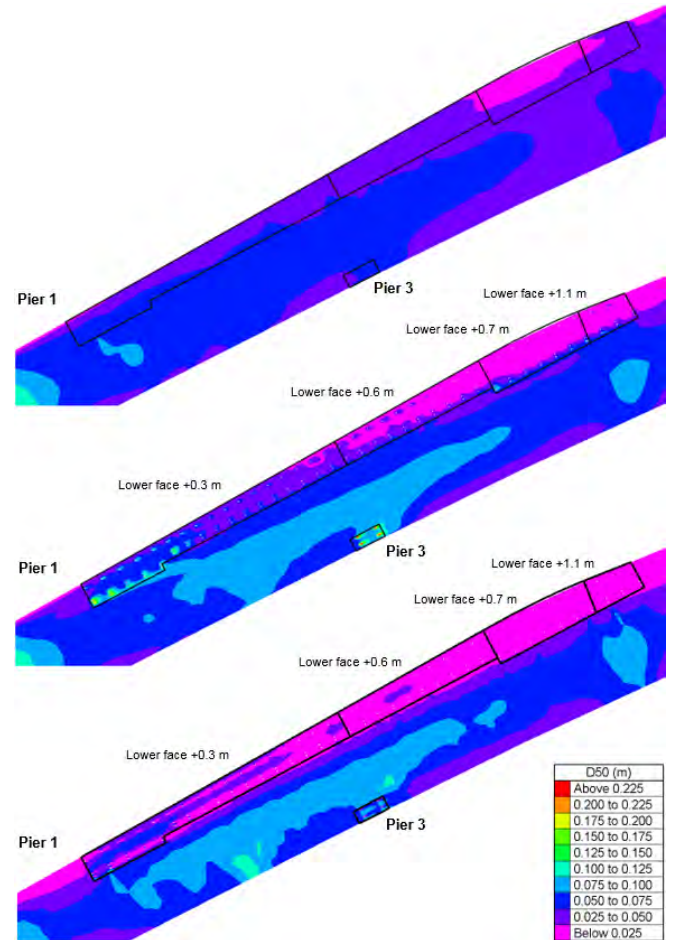 Pier 1
Pier 3
Lower face +1.1 m
Lower face +0.7 m
Lower face +0.6 m
Lower face +0.3 m
Pier 1
Pier 3
Lower face +1.1 m
Lower face +0.7 m
Lower face +0.6 m
Lower face +0.3 m
Pier 1
Pier 3
D50 (m)
Above 0.225
0.200 to 0.225
0.175 to 0.200
0.150 to 0.175
0.125 to 0.150
0.100 to 0.125
0.075 to 0.100
0.050 to 0.075
0.025 to 0.050
Below 0.025